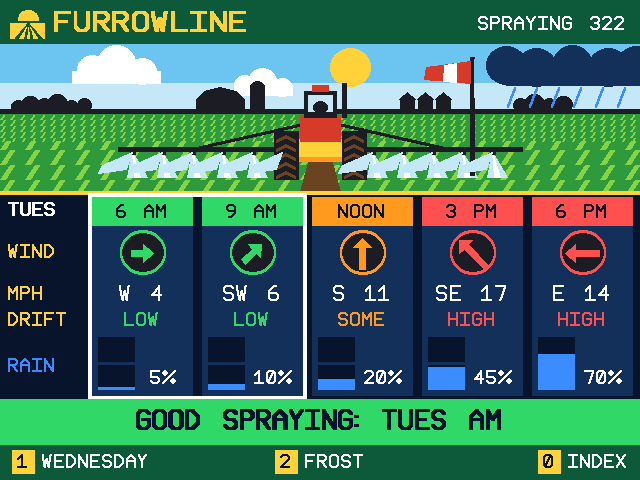 FURROWLINE
SPRAYING 322
TUES 6 AM 9 AM NOON 3 PM 6 PM
WIND
MPH W 4 SW 6 S 11 SE 17 E 14
DRIFT LOW LOW SOME HIGH HIGH
RAIN 5% 10% 20% 45% 70%
GOOD SPRAYING: TUES AM
1 WEDNESDAY 2 FROST 0 INDEX